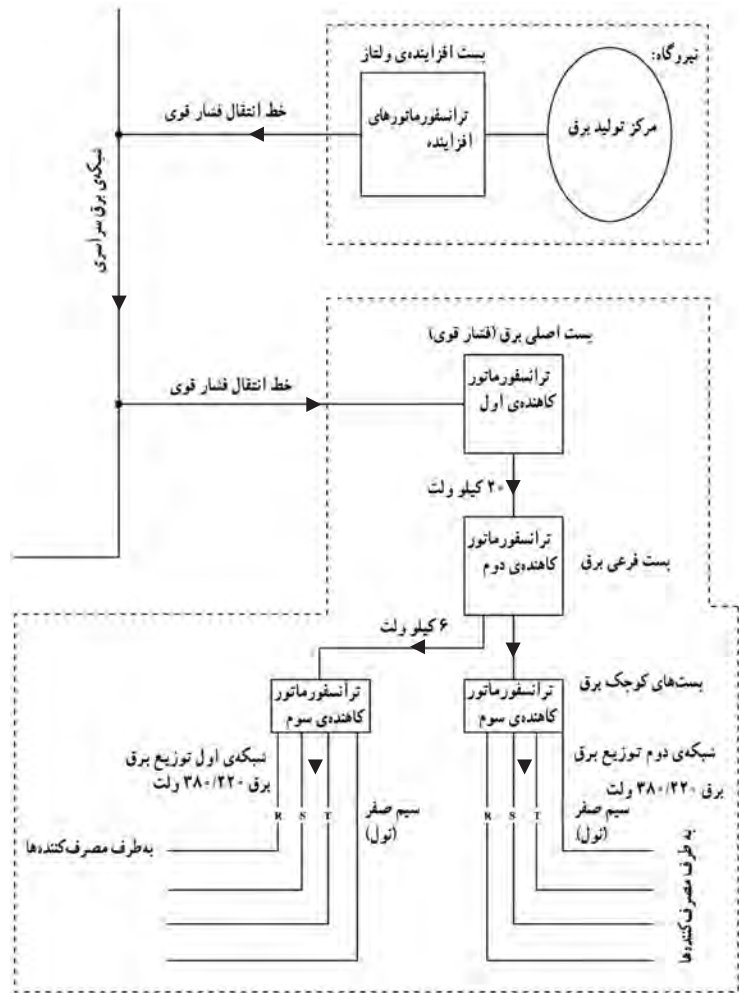 نیروگاه:
پست افزاینده‌ی ولتاژ
مرکز تولید برق
ترانسفورماتورهای
افزاینده
خط انتقال فشار قوی
شبکه‌ی برق سراسری
پست اصلی برق (فشار قوی)
ترانسفورماتور
کاهنده‌ی اول
خط انتقال فشار قوی
۲۰ کیلو ولت
ترانسفورماتور
کاهنده‌ی دوم
پست فرعی برق
۶ کیلو ولت
پست‌های کوچک برق
ترانسفورماتور
کاهنده‌ی سوم
ترانسفورماتور
کاهنده‌ی سوم
شبکه‌ی دوم توزیع برق
برق ۳۸۰/۲۲۰ ولت
سیم صفر
(نول)
R S T
به طرف مصرف‌کننده‌ها
شبکه‌ی اول توزیع برق
برق ۳۸۰/۲۲۰ ولت
سیم صفر
(نول)
R S T
به‌طرف مصرف‌کننده‌ها